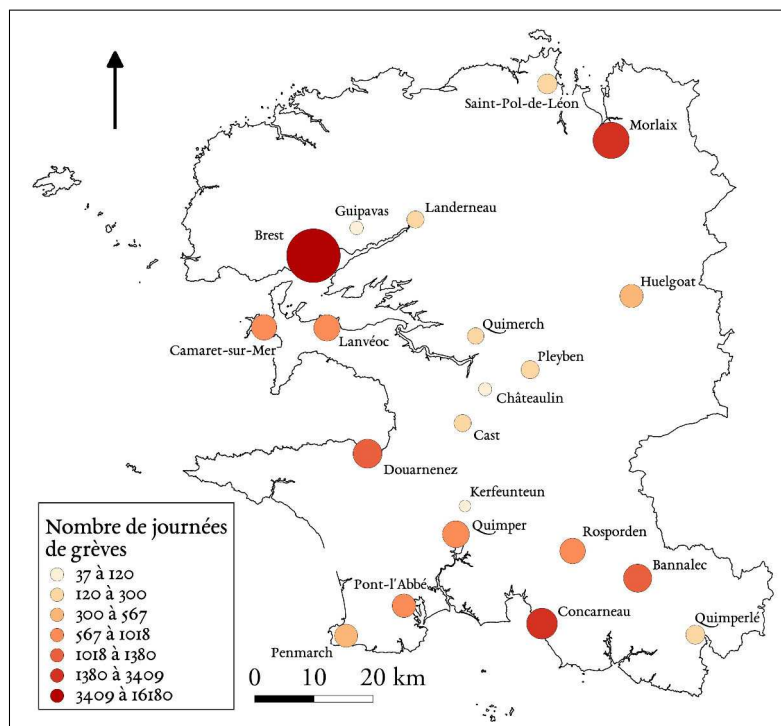 Saint-Pol-de-Léon
Morlaix
Guipavas
Landerneau
Brest
Huelgoat
Camaret-sur-Mer
Lanvéoc
Quimerch
Pleyben
Châteaulin
Cast
Douarnenez
Kerfeunteun
Quimper
Rosporden
Bannalec
Pont-l'Abbé
Concarneau
Quimperlé
Penmarch
Nombre de journées
de grèves
37 à 120
120 à 300
300 à 567
567 à 1018
1018 à 1380
1380 à 3409
3409 à 16180
0 10 20 km